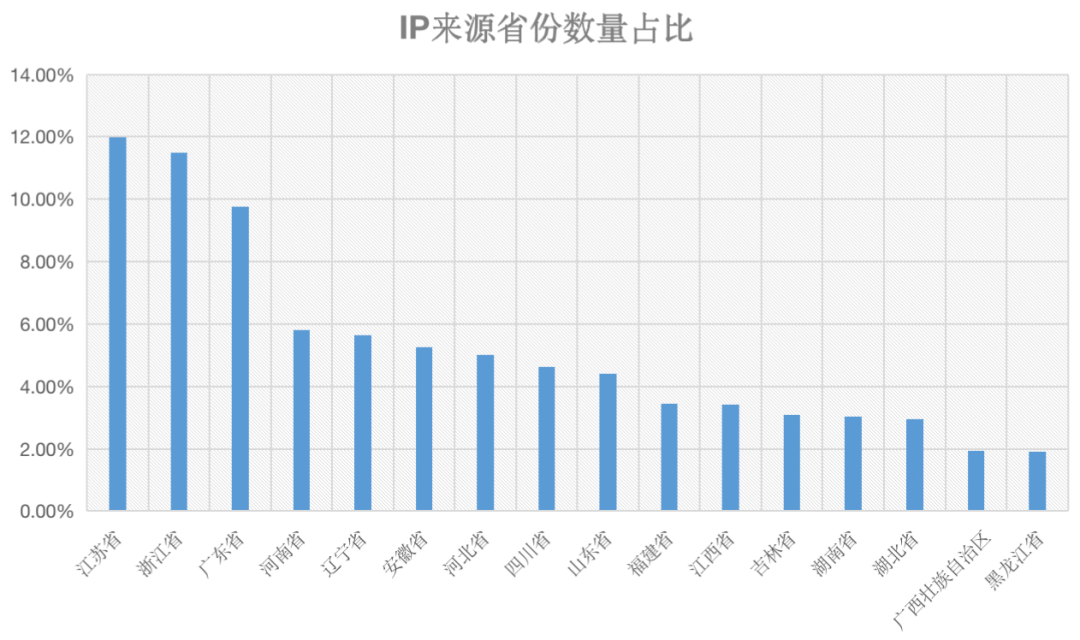 IP来源省份数量占比
14.00%
12.00%
10.00%
8.00%
6.00%
4.00%
2.00%
0.00%
江苏省
浙江省
广东省
河南省
辽宁省
安徽省
河北省
四川省
山东省
福建省
江西省
吉林省
湖南省
湖北省
广西壮族自治区
黑龙江省